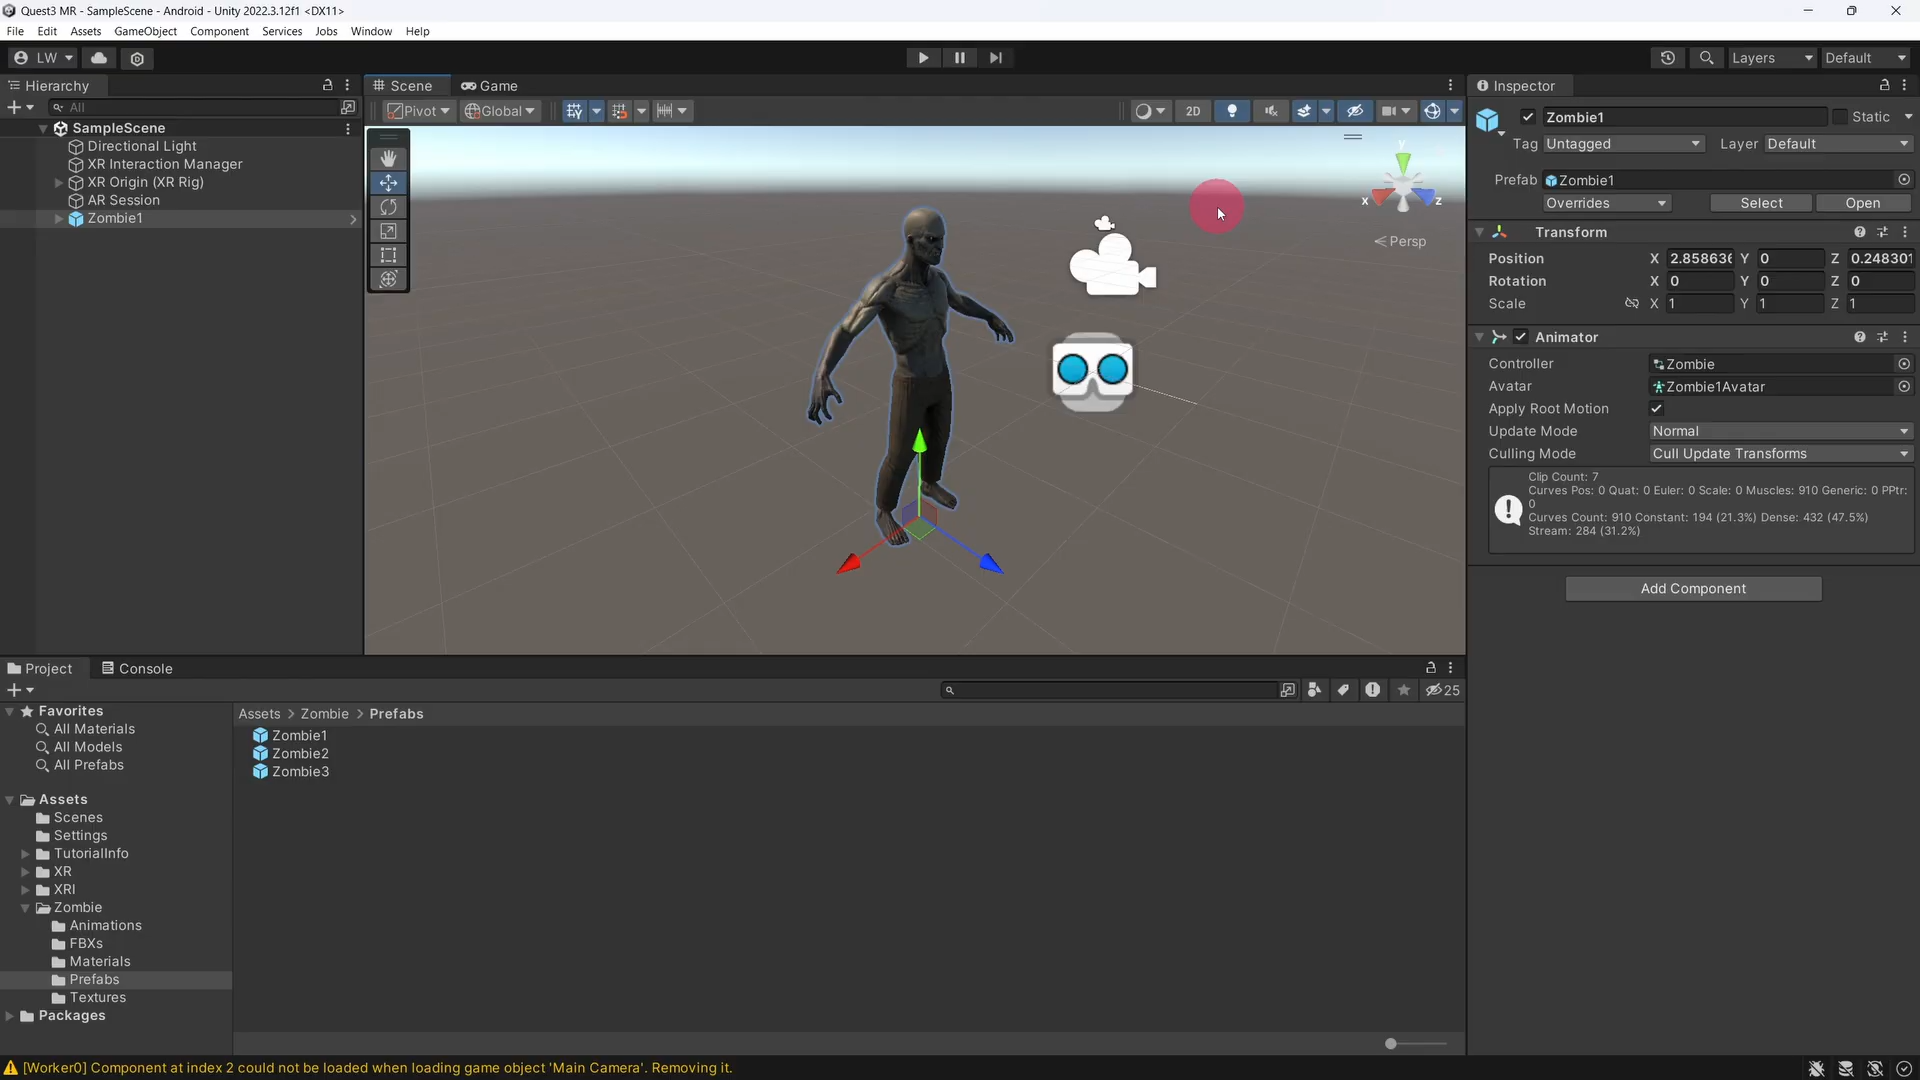 Quest3 MR - SampleScene - Android - Unity 2022.3.12f1 <DX11>
File Edit Assets GameObject Component Services Jobs Window Help
LW Layers Default
Hierarchy
All
SampleScene
Directional Light
XR Interaction Manager
XR Origin (XR Rig)
AR Session
Zombie1
Scene Game
Pivot Global 2D
y
x z
Persp
Inspector
Zombie1 Static
Tag Untagged Layer Default
Prefab Zombie1
Overrides Select Open
Transform
Position X 2.858636 Y 0 Z 0.248301
Rotation X 0 Y 0 Z 0
Scale X 1 Y 1 Z 1
Animator
Controller Zombie
Avatar Zombie1Avatar
Apply Root Motion
Update Mode Normal
Culling Mode Cull Update Transforms
Clip Count: 7
Curves Pos: 0 Quat: 0 Euler: 0 Scale: 0 Muscles: 910 Generic: 0 PPtr:
0
Curves Count: 910 Constant: 194 (21.3%) Dense: 432 (47.5%)
Stream: 284 (31.2%)
Add Component
Project Console
25
Favorites
All Materials
All Models
All Prefabs
Assets
Scenes
Settings
TutorialInfo
XR
XRI
Zombie
Animations
FBXs
Materials
Prefabs
Textures
Packages
Assets > Zombie > Prefabs
Zombie1
Zombie2
Zombie3
[Worker0] Component at index 2 could not be loaded when loading game object 'Main Camera'. Removing it.